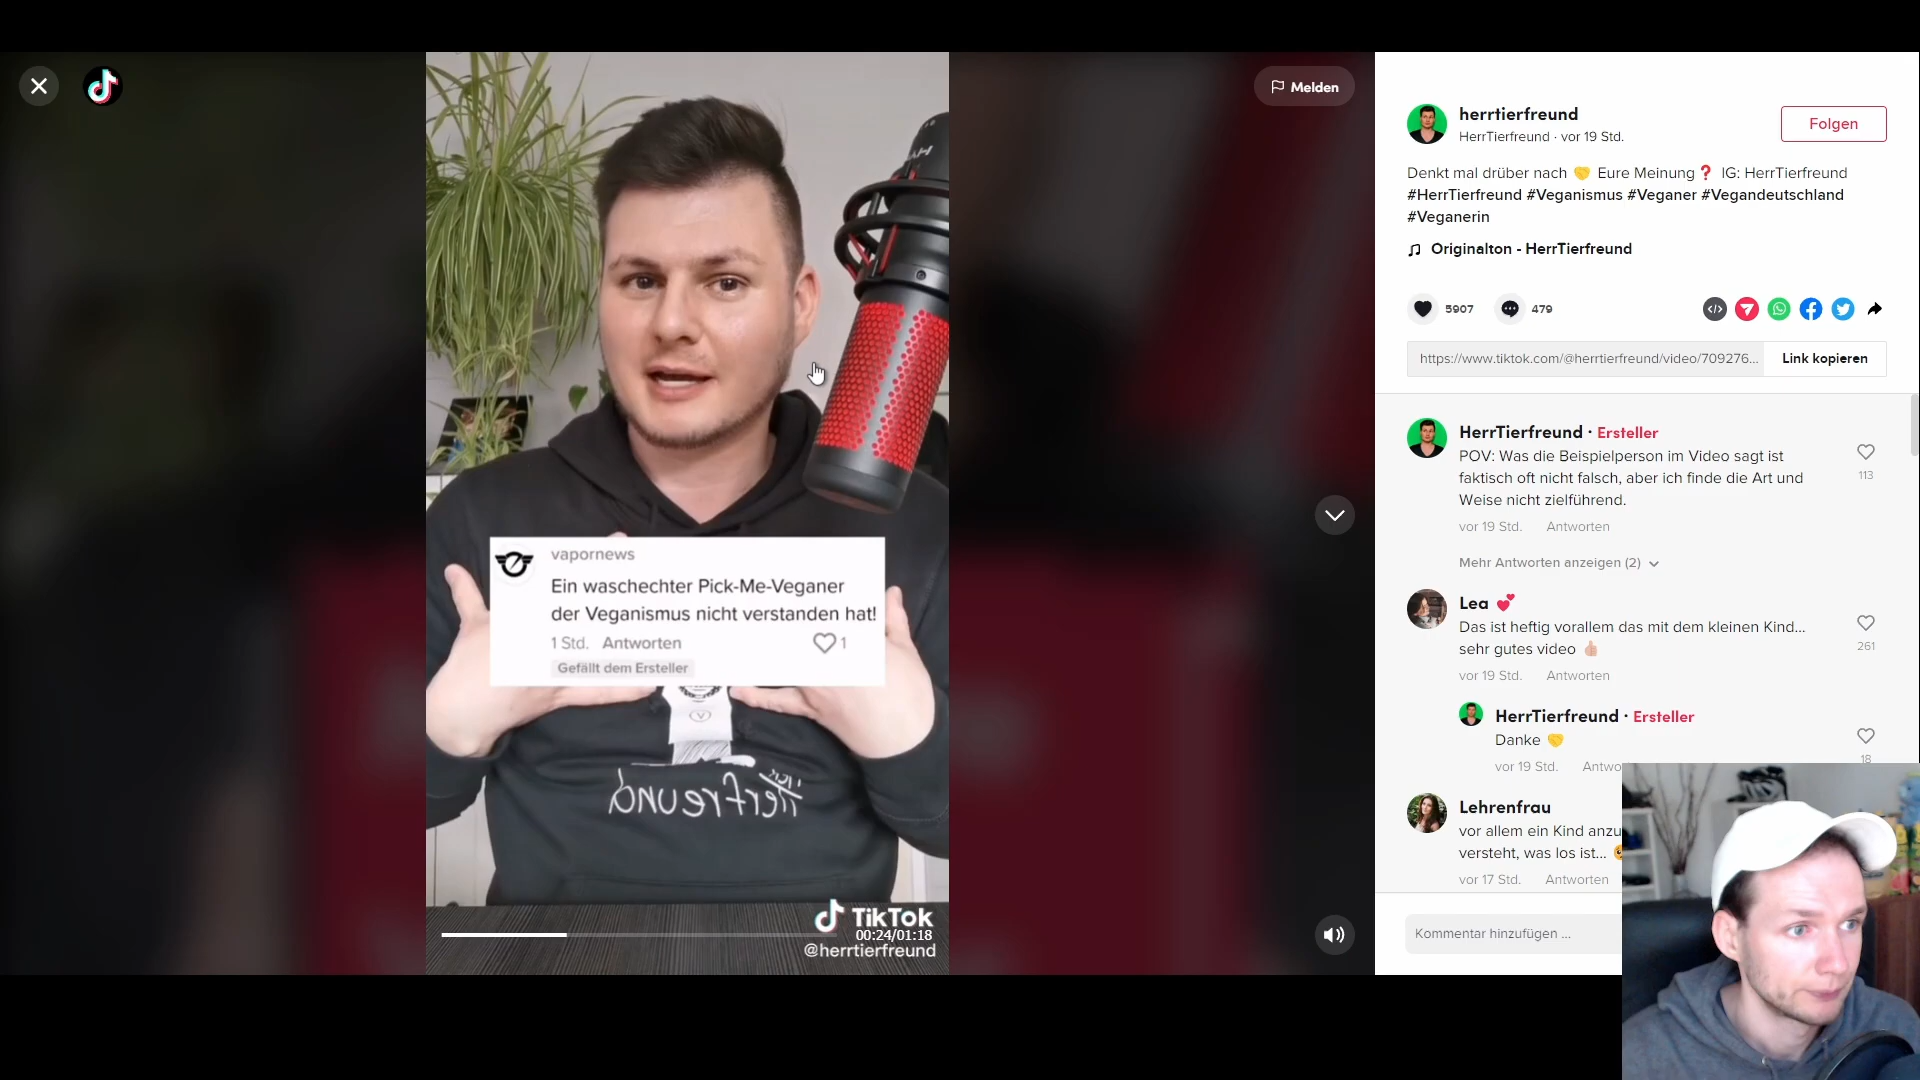 Melden
HUA
vapornews
Ein waschechter Pick-Me-Veganer
der Veganismus nicht verstanden hat!
1 Std. Antworten
1
Gefällt dem Ersteller
Tierfreund
TikTok
00:24/01:18
@herrtierfreund
herrtierfreund
HerrTierfreund · vor 19 Std.
Folgen
Denkt mal drüber nach 🤝 Eure Meinung❓ IG: HerrTierfreund
#HerrTierfreund #Veganismus #Veganer #Vegandeutschland
#Veganerin
Originalton - HerrTierfreund
5907
479
https://www.tiktok.com/@herrtierfreund/video/709276...
Link kopieren
HerrTierfreund · Ersteller
POV: Was die Beispielperson im Video sagt ist
faktisch oft nicht falsch, aber ich finde die Art und
Weise nicht zielführend.
113
vor 19 Std. Antworten
Mehr Antworten anzeigen (2)
Lea 💕
Das ist heftig vorallem das mit dem kleinen Kind...
sehr gutes video 👍🏻
261
vor 19 Std. Antworten
HerrTierfreund · Ersteller
Danke 🤝
18
vor 19 Std. Antwo
Lehrenfrau
vor allem ein Kind anzu
versteht, was los ist...
vor 17 Std. Antworten
Kommentar hinzufügen ...